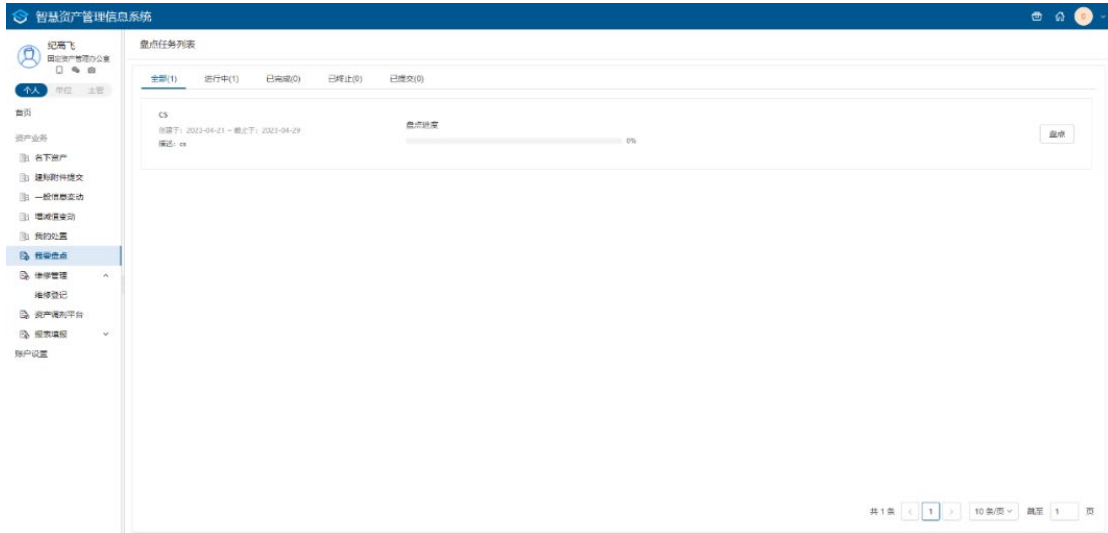 智慧资产管理信息系统
纪高飞
固定资产管理办公室
个人 单位 主管
首页
资产业务
名下资产
建账附件提交
一般信息变动
增减值变动
我的处置
我要盘点
维修管理
维修登记
资产调剂平台
报表填报
账户设置
盘点任务列表
全部(1) 进行中(1) 已完成(0) 已终止(0) 已提交(0)
CS
创建于: 2023-04-21 ~ 截止于: 2023-04-29
描述: cs
盘点进度
0%
盘点
共 1 条 < 1 > 10 条/页 跳至 1 页